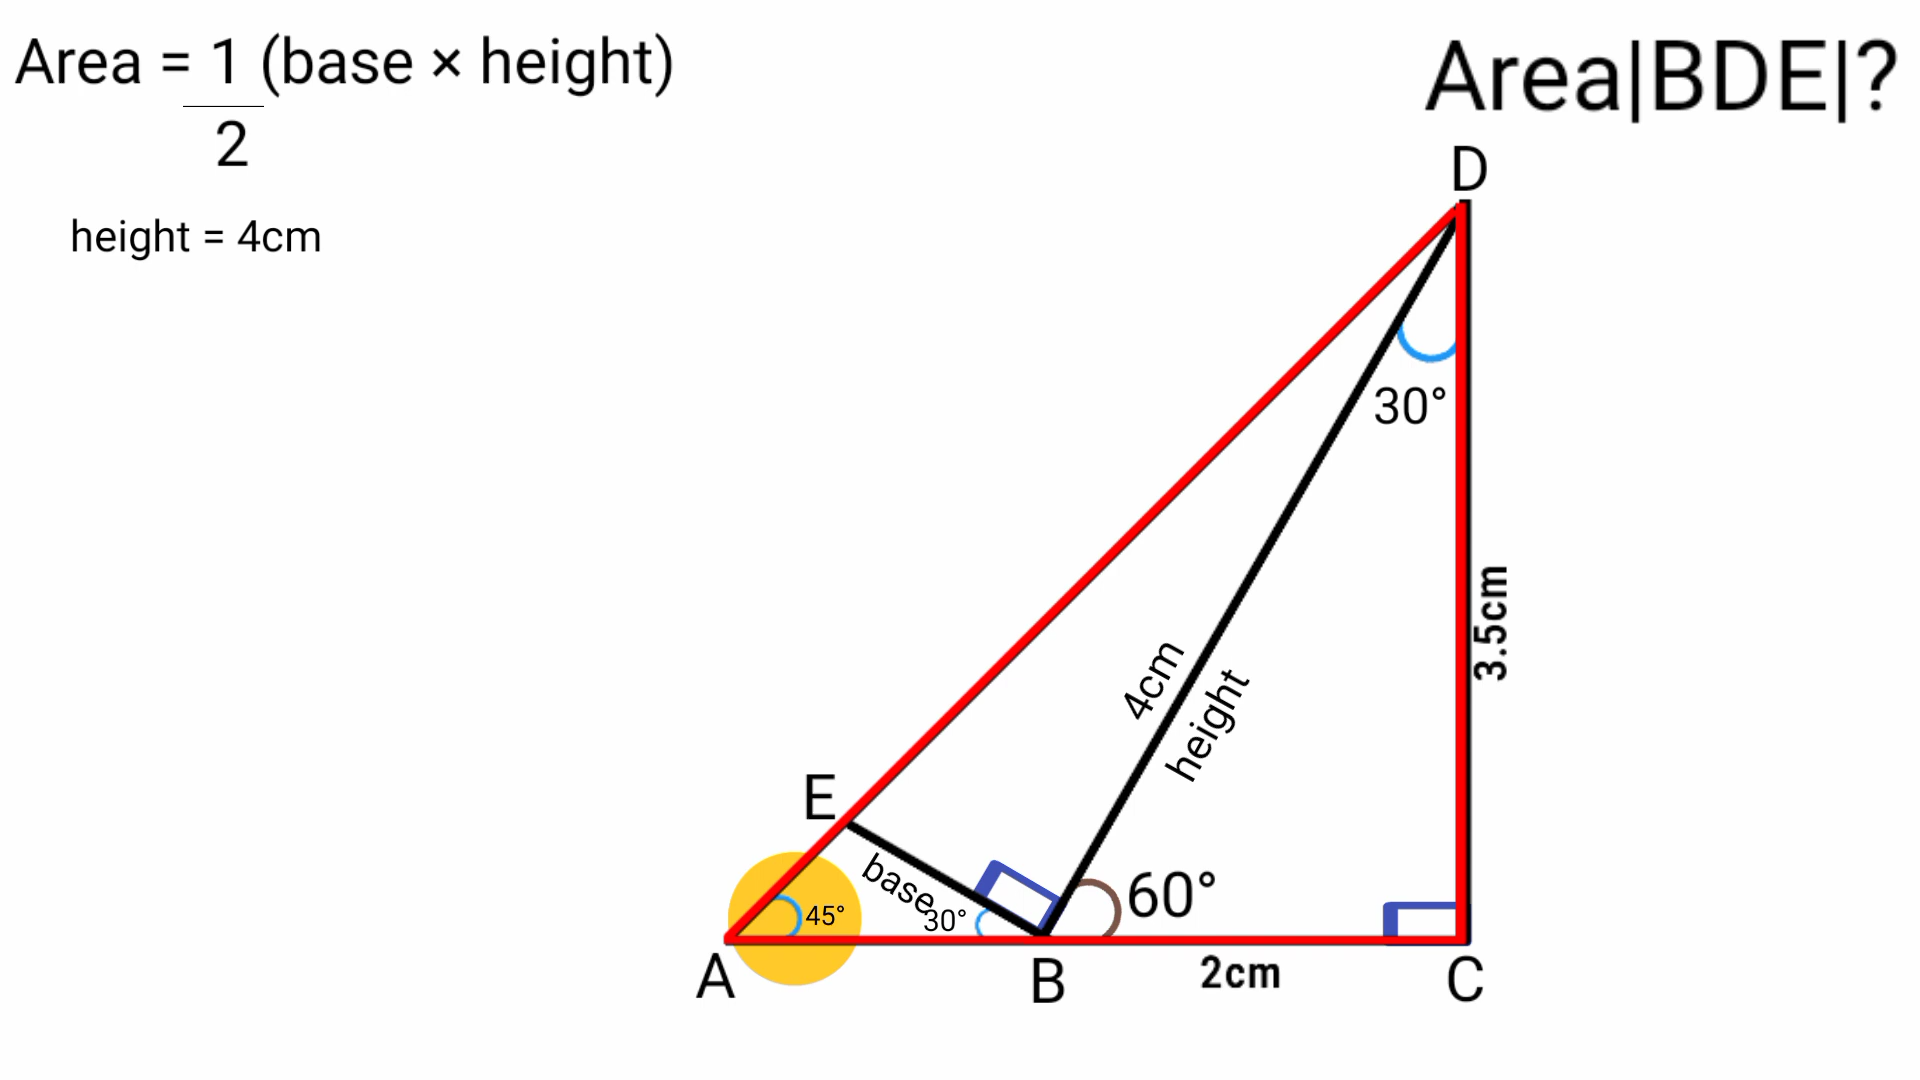 Area = 1 (base × height)
2
height = 4cm
Area|BDE|?
D
30°
3.5cm
4cm
height
E
base
30°
45°
60°
A
B
2cm
C